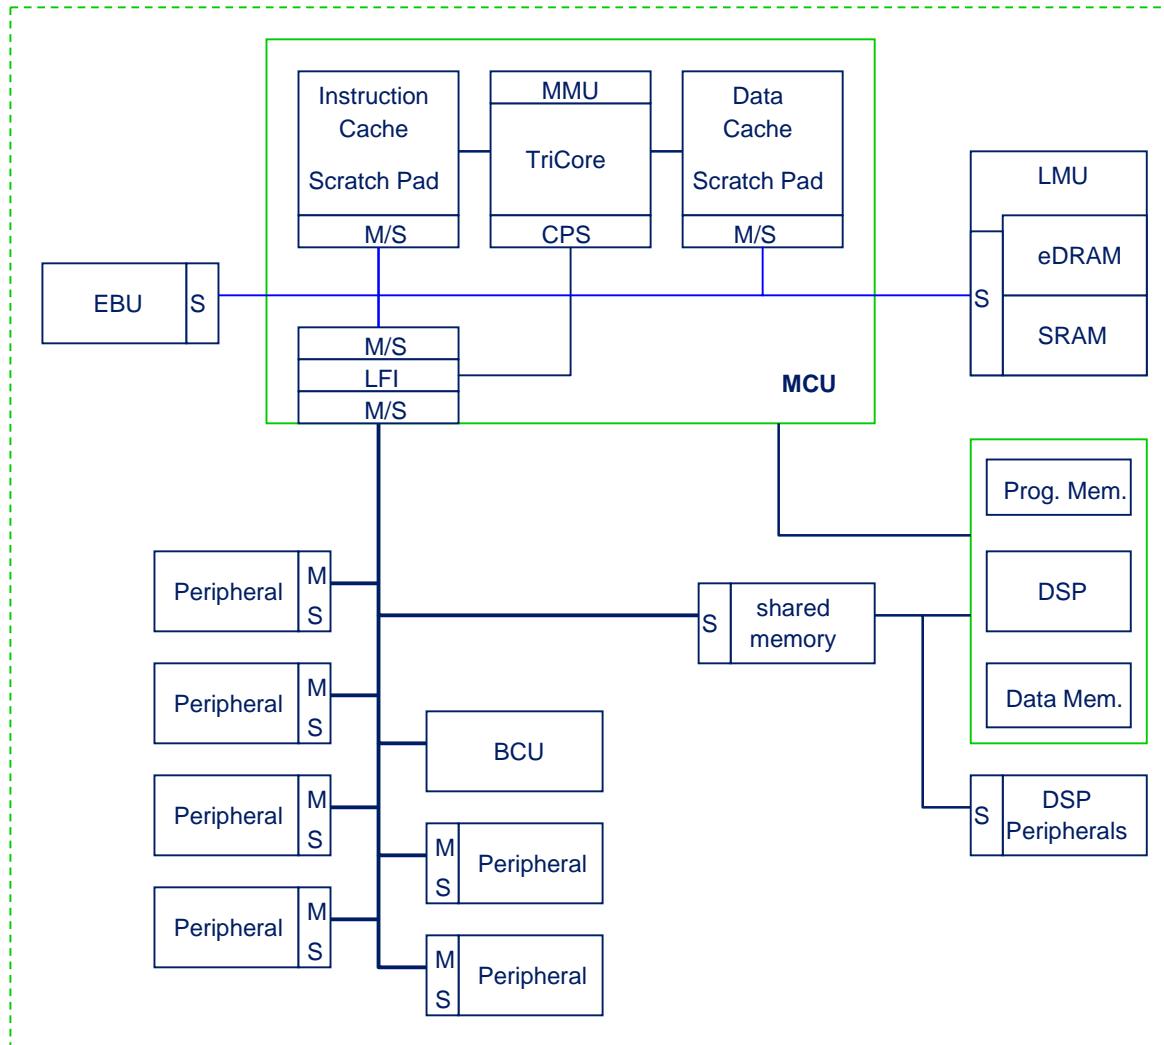 Instruction
Cache
Scratch Pad
M/S
MMU
TriCore
CPS
Data
Cache
Scratch Pad
M/S
LMU
eDRAM
S
SRAM
EBU
S
M/S
LFI
M/S
MCU
Prog. Mem.
DSP
Data Mem.
Peripheral
M
S
S
shared
memory
Peripheral
M
S
BCU
Peripheral
M
S
S
DSP
Peripherals
M
S
Peripheral
Peripheral
M
S
M
S
Peripheral